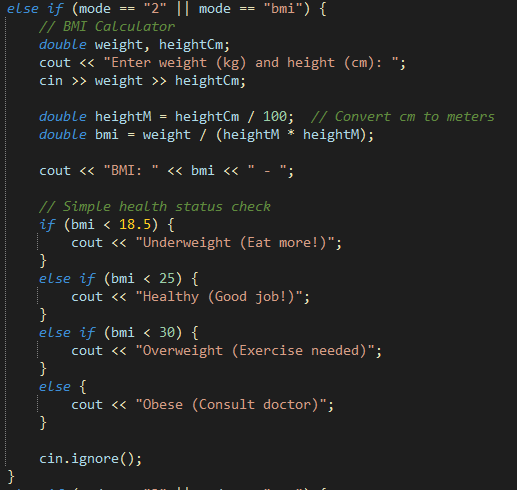 else if (mode == "2" || mode == "bmi") {
    // BMI Calculator
    double weight, heightCm;
    cout << "Enter weight (kg) and height (cm): ";
    cin >> weight >> heightCm;

    double heightM = heightCm / 100;  // Convert cm to meters
    double bmi = weight / (heightM * heightM);

    cout << "BMI: " << bmi << " - ";

    // Simple health status check
    if (bmi < 18.5) {
        cout << "Underweight (Eat more!)";
    }
    else if (bmi < 25) {
        cout << "Healthy (Good job!)";
    }
    else if (bmi < 30) {
        cout << "Overweight (Exercise needed)";
    }
    else {
        cout << "Obese (Consult doctor)";
    }

    cin.ignore();
}